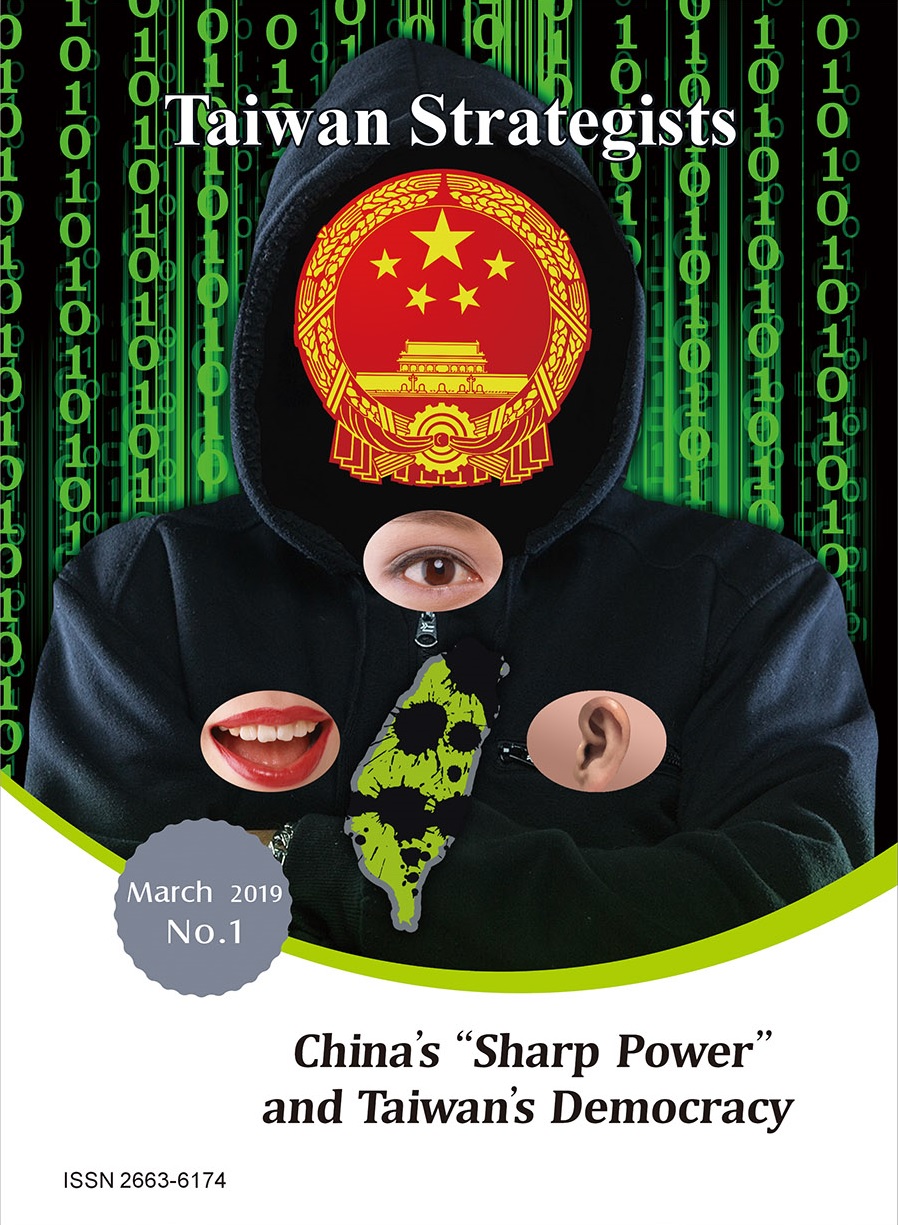 Taiwan Strategists
March 2019
No.1
China’s “Sharp Power”
and Taiwan’s Democracy
ISSN 2663-6174